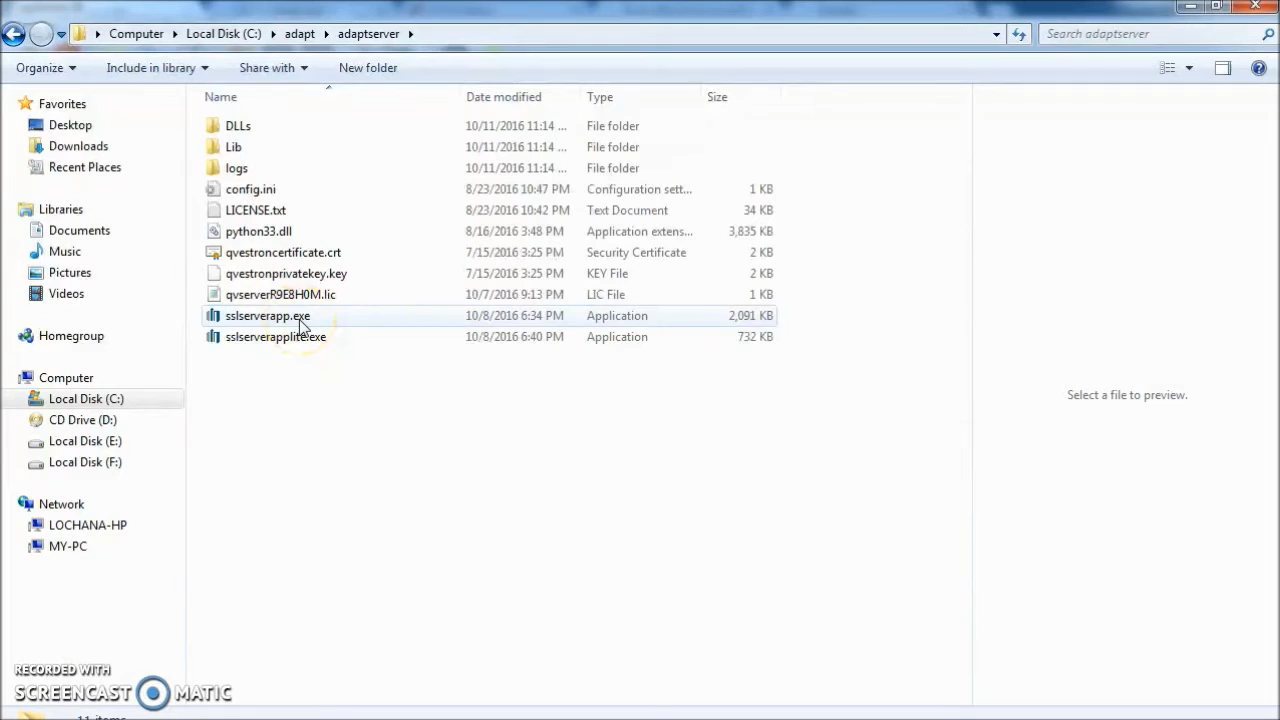 Computer Local Disk (C:) adapt adaptserver Search adaptserver
Organize Include in library Share with New folder
Name Date modified Type Size
Favorites
Desktop
Downloads
Recent Places
Libraries
Documents
Music
Pictures
Videos
Homegroup
Computer
Local Disk (C:)
CD Drive (D:)
Local Disk (E:)
Local Disk (F:)
Network
LOCHANA-HP
MY-PC
DLLs 10/11/2016 11:14 ... File folder
Lib 10/11/2016 11:14 ... File folder
logs 10/11/2016 11:14 ... File folder
config.ini 8/23/2016 10:47 PM Configuration sett... 1 KB
LICENSE.txt 8/23/2016 10:42 PM Text Document 34 KB
python33.dll 8/16/2016 3:48 PM Application extens... 3,835 KB
qvestroncertificate.crt 7/15/2016 3:25 PM Security Certificate 2 KB
qvestronprivatekey.key 7/15/2016 3:25 PM KEY File 2 KB
qvserverR9E8H0M.lic 10/7/2016 9:13 PM LIC File 1 KB
sslserverapp.exe 10/8/2016 6:34 PM Application 2,091 KB
sslserverapplite.exe 10/8/2016 6:40 PM Application 732 KB
Select a file to preview.
RECORDED WITH
SCREENCAST MATIC
11 items